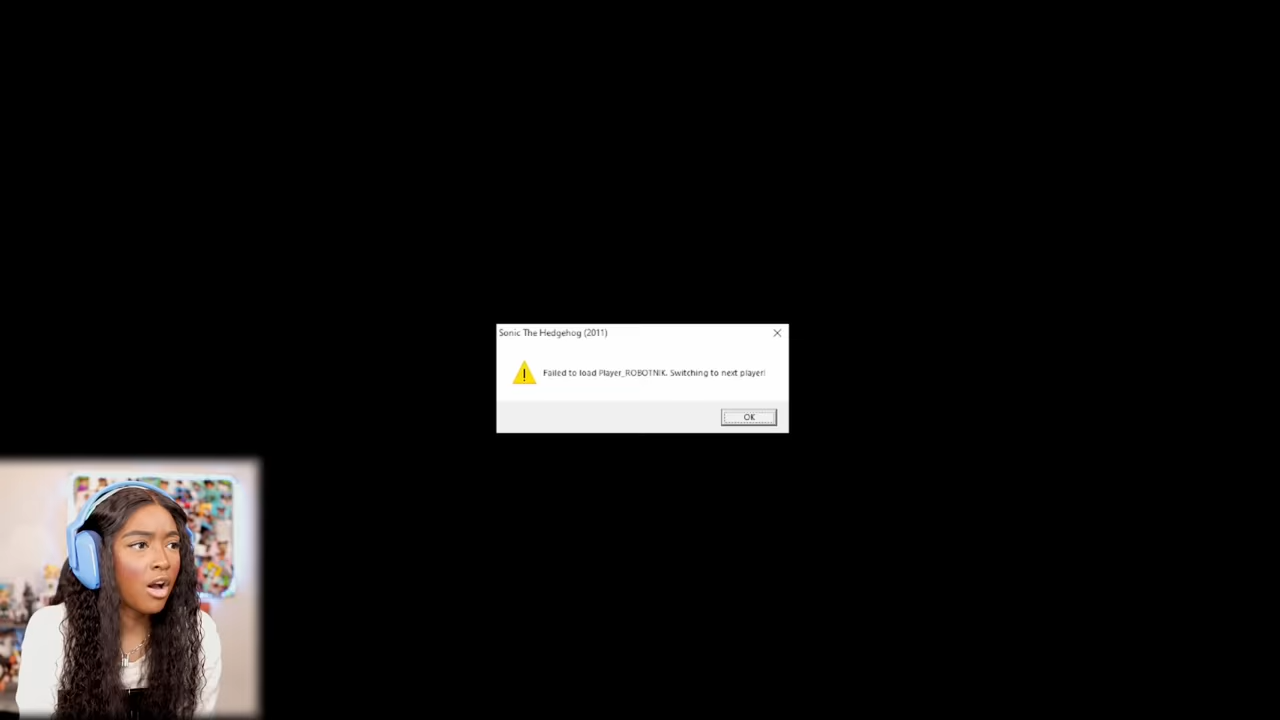 Sonic The Hedgehog (2011)
Failed to load Player_ROBOTNIK. Switching to next player!
OK